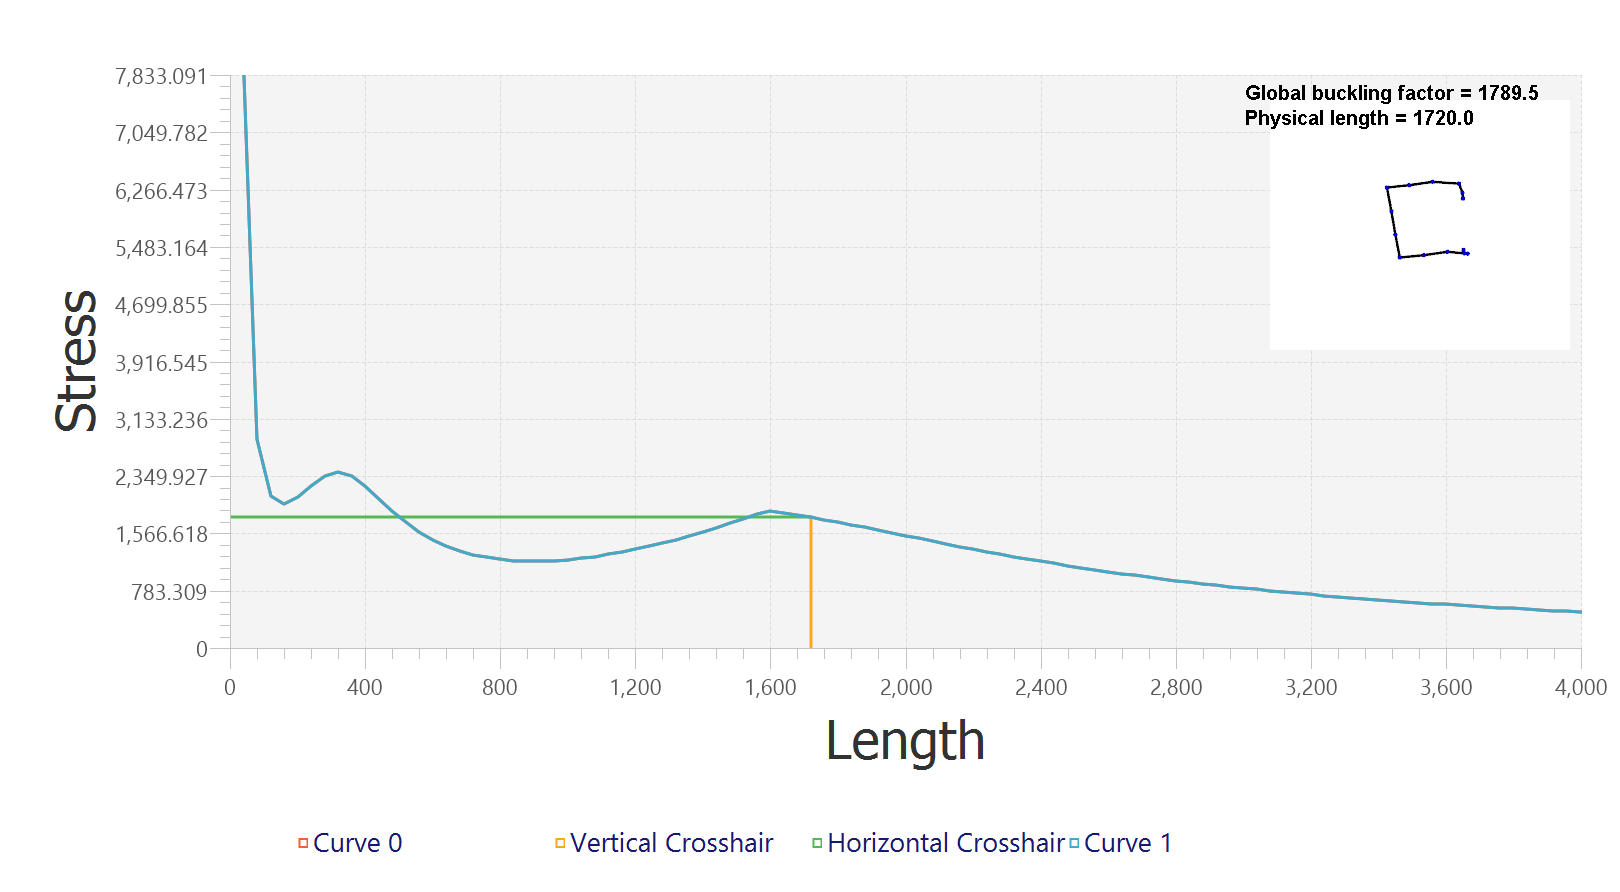 Global buckling factor = 1789.5
Physical length = 1720.0
7,833.091
7,049.782
6,266.473
5,483.164
4,699.855
3,916.545
3,133.236
2,349.927
1,566.618
783.309
0
Stress
0 400 800 1,200 1,600 2,000 2,400 2,800 3,200 3,600 4,000
Length
Curve 0 Vertical Crosshair Horizontal Crosshair Curve 1